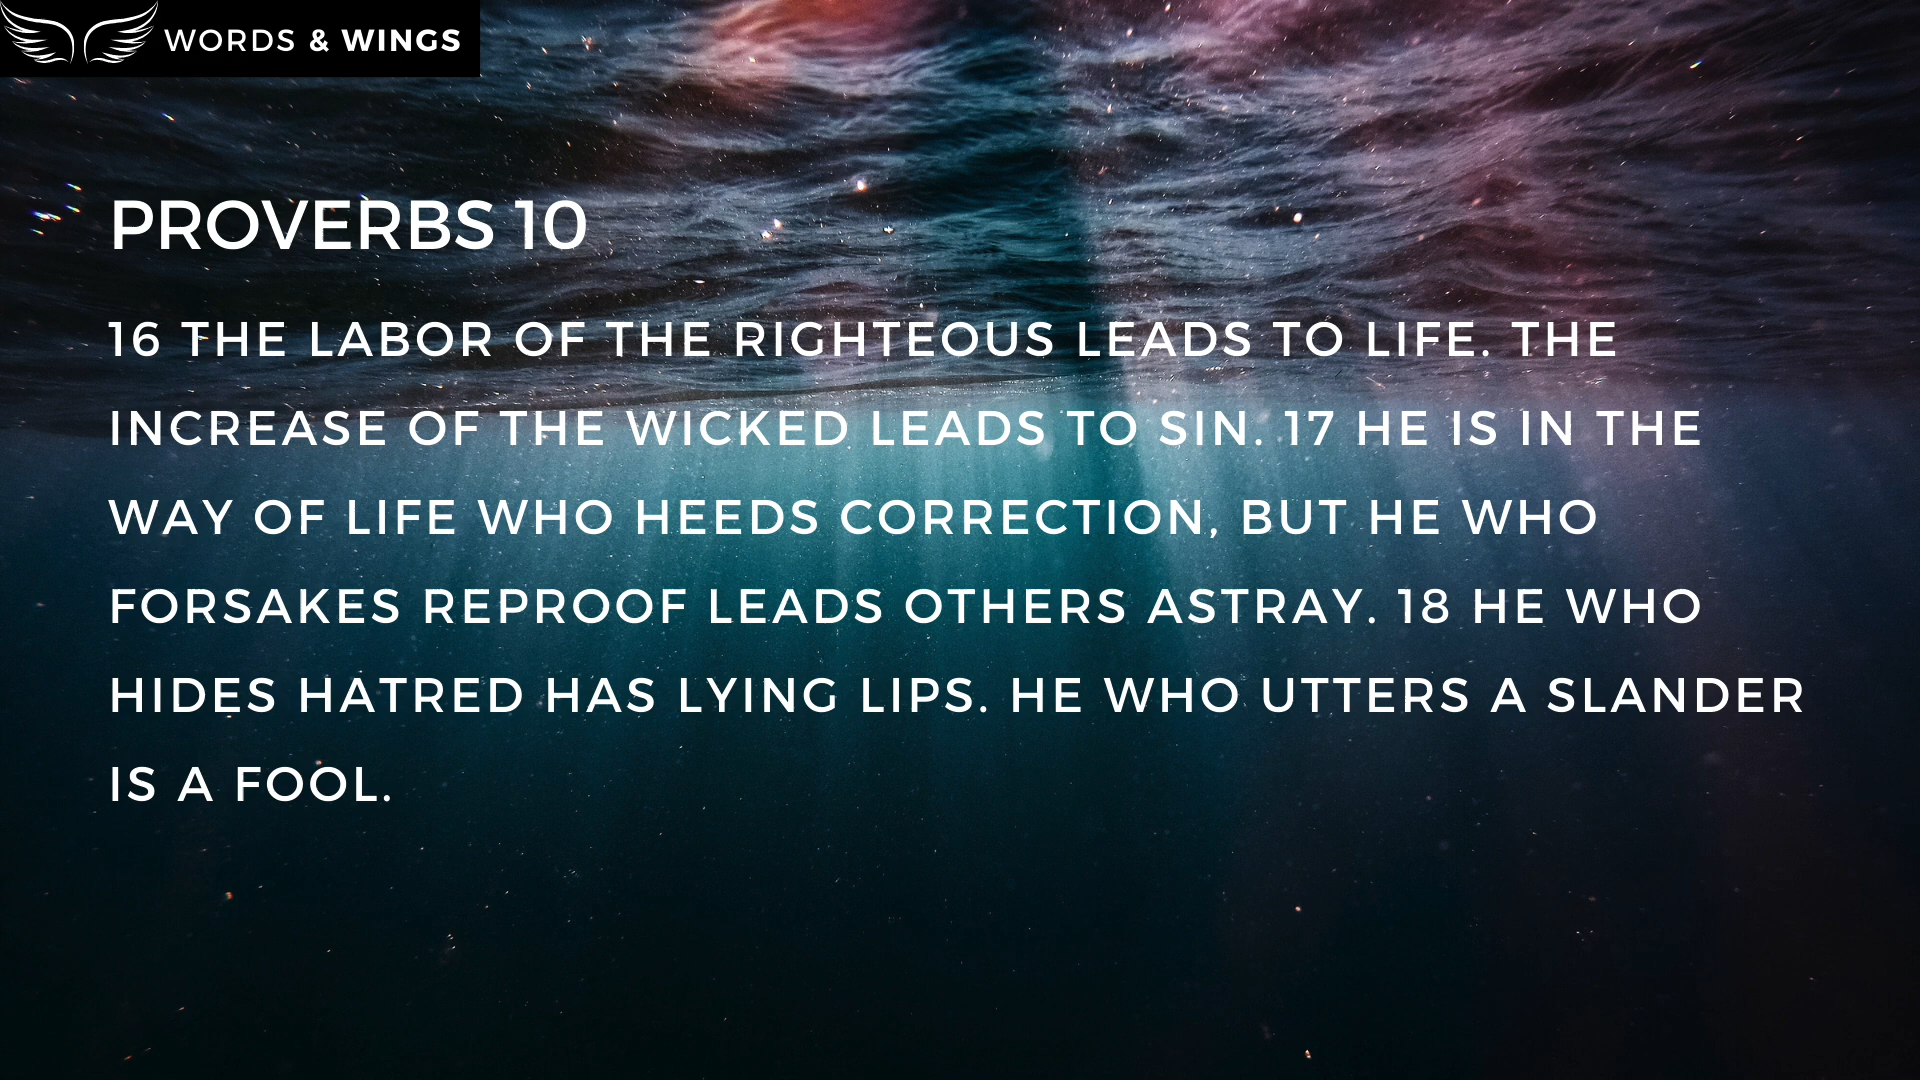 WORDS & WINGS
PROVERBS 10
16 THE LABOR OF THE RIGHTEOUS LEADS TO LIFE. THE
INCREASE OF THE WICKED LEADS TO SIN. 17 HE IS IN THE
WAY OF LIFE WHO HEEDS CORRECTION, BUT HE WHO
FORSAKES REPROOF LEADS OTHERS ASTRAY. 18 HE WHO
HIDES HATRED HAS LYING LIPS. HE WHO UTTERS A SLANDER
IS A FOOL.